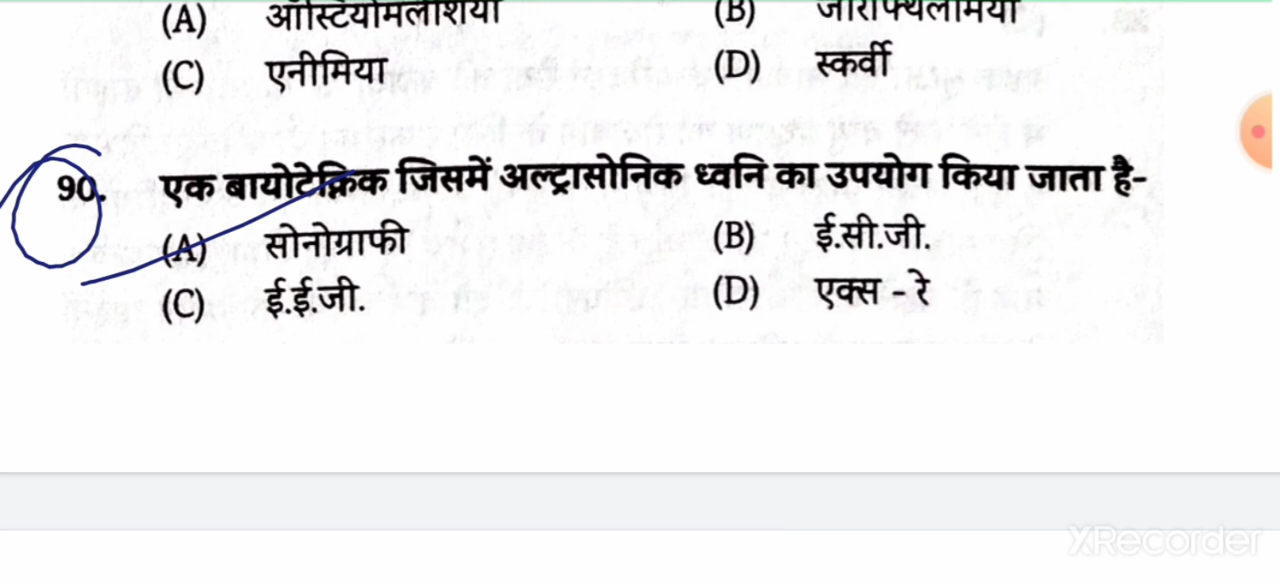 (A) ऑस्टियोमलेशिया (B) जीरोफ्थैलमिया
(C) एनीमिया (D) स्कर्वी
90. एक बायोटेक्निक जिसमें अल्ट्रासोनिक ध्वनि का उपयोग किया जाता है-
(A) सोनोग्राफी (B) ई.सी.जी.
(C) ई.ई.जी. (D) एक्स - रे
XRecorder